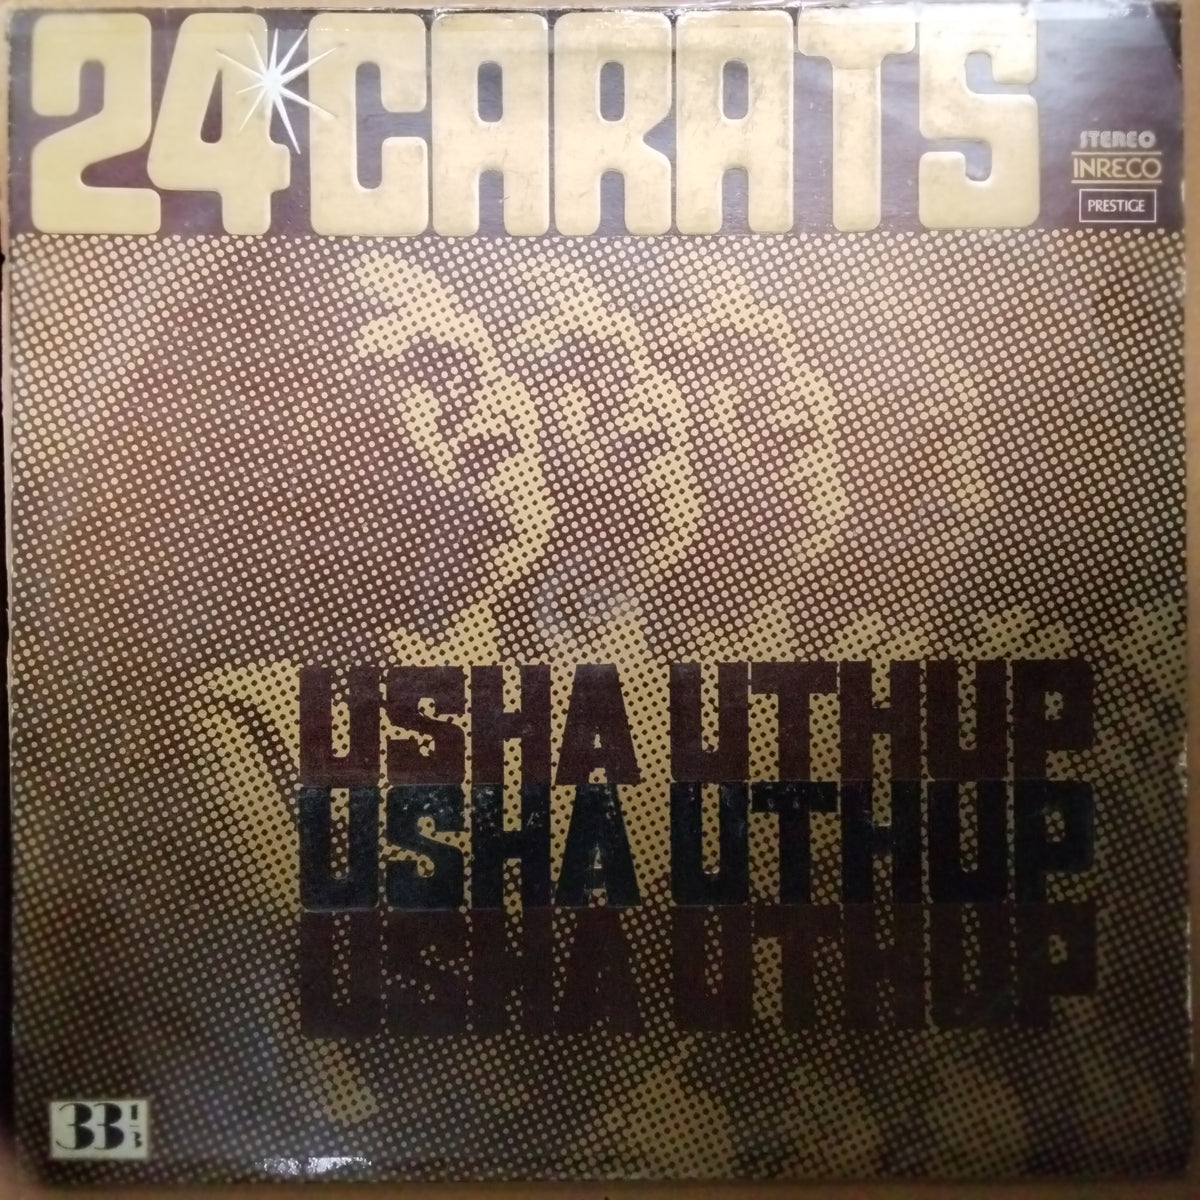 24 CARATS
STEREO
INRECO
PRESTIGE
USHA UTHUP
USHA UTHUP
USHA UTHUP
33 1/3